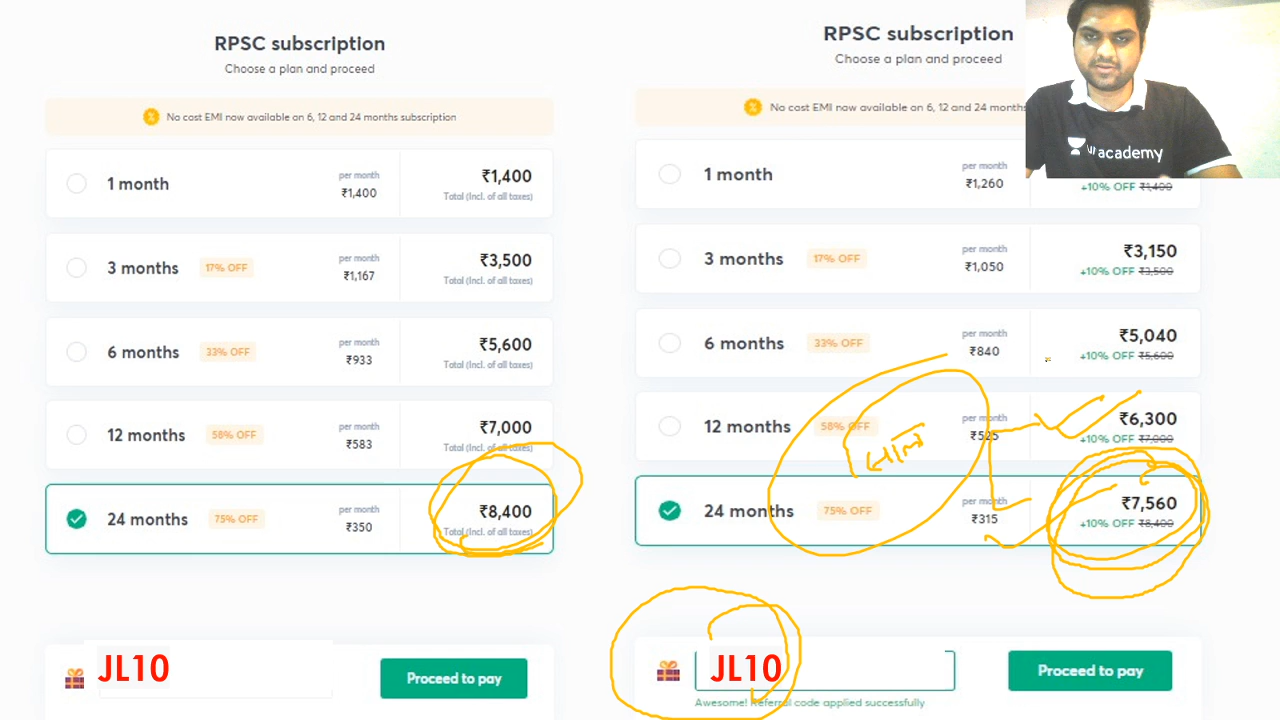 RPSC subscription
Choose a plan and proceed
No cost EMI now available on 6, 12 and 24 months subscription
1 month
per month
₹1,400
₹1,400
Total (Incl. of all taxes)
3 months
17% OFF
per month
₹1,167
₹3,500
Total (Incl. of all taxes)
6 months
33% OFF
per month
₹933
₹5,600
Total (Incl. of all taxes)
12 months
58% OFF
per month
₹583
₹7,000
Total (Incl. of all taxes)
24 months
75% OFF
per month
₹350
₹8,400
Total (Incl. of all taxes)
JL10
Proceed to pay
RPSC subscription
Choose a plan and proceed
No cost EMI now available on 6, 12 and 24 months
academy
1 month
per month
₹1,260
+10% OFF ₹1,400
3 months
17% OFF
per month
₹1,050
₹3,150
+10% OFF ₹3,500
6 months
33% OFF
per month
₹840
₹5,040
+10% OFF ₹5,600
12 months
58% OFF
per month
₹525
₹6,300
+10% OFF ₹7,000
24 months
75% OFF
per month
₹315
₹7,560
+10% OFF ₹8,400
JL10
Proceed to pay
Awesome! Referral code applied successfully